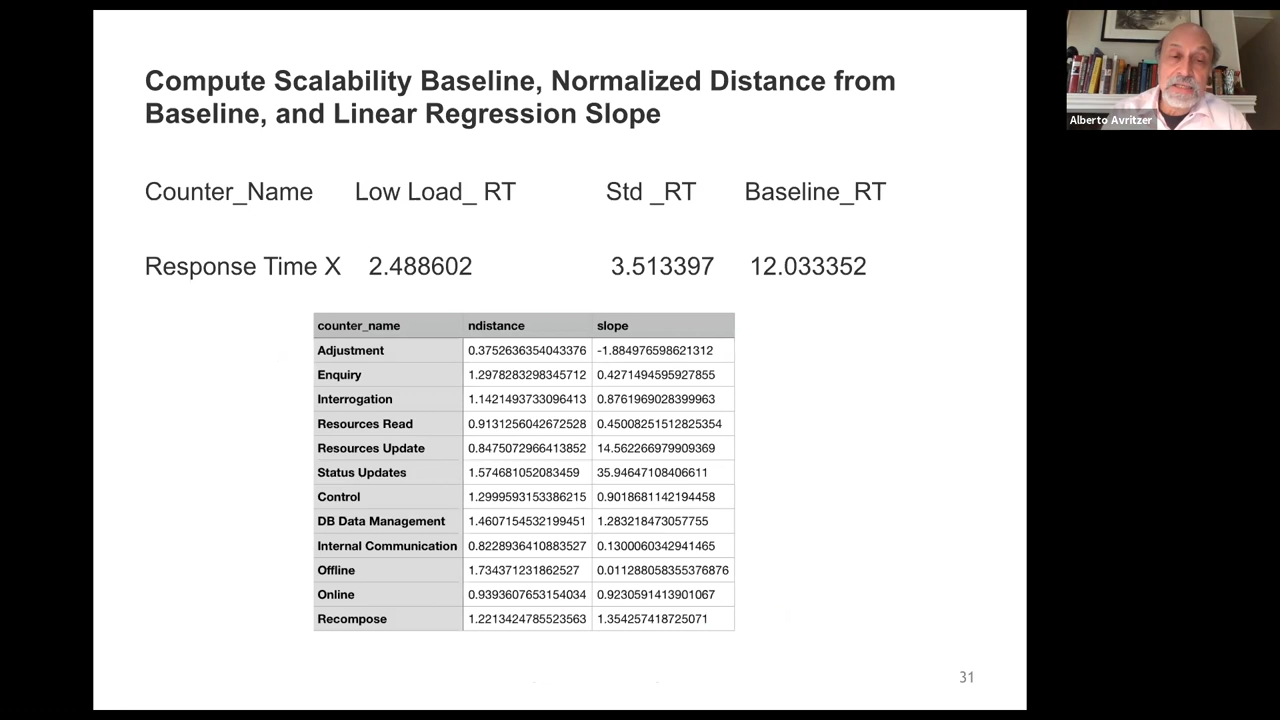 Compute Scalability Baseline, Normalized Distance from
Baseline, and Linear Regression Slope
Counter_Name Low Load_ RT Std _RT Baseline_RT
Response Time X 2.488602 3.513397 12.033352
counter_name ndistance slope
Adjustment 0.3752636354043376 -1.884976598621312
Enquiry 1.2978283298345712 0.4271494595927855
Interrogation 1.1421493733096413 0.8761969028399963
Resources Read 0.9131256042672528 0.45008251512825354
Resources Update 0.8475072966413852 14.562266979909369
Status Updates 1.574681052083459 35.94647108406611
Control 1.2999593153386215 0.9018681142194458
DB Data Management 1.4607154532199451 1.283218473057755
Internal Communication 0.8228936410883527 0.1300060342941465
Offline 1.734371231862527 0.011288058355376876
Online 0.9393607653154034 0.9230591413901067
Recompose 1.2213424785523563 1.354257418725071
31
Alberto Avritzer